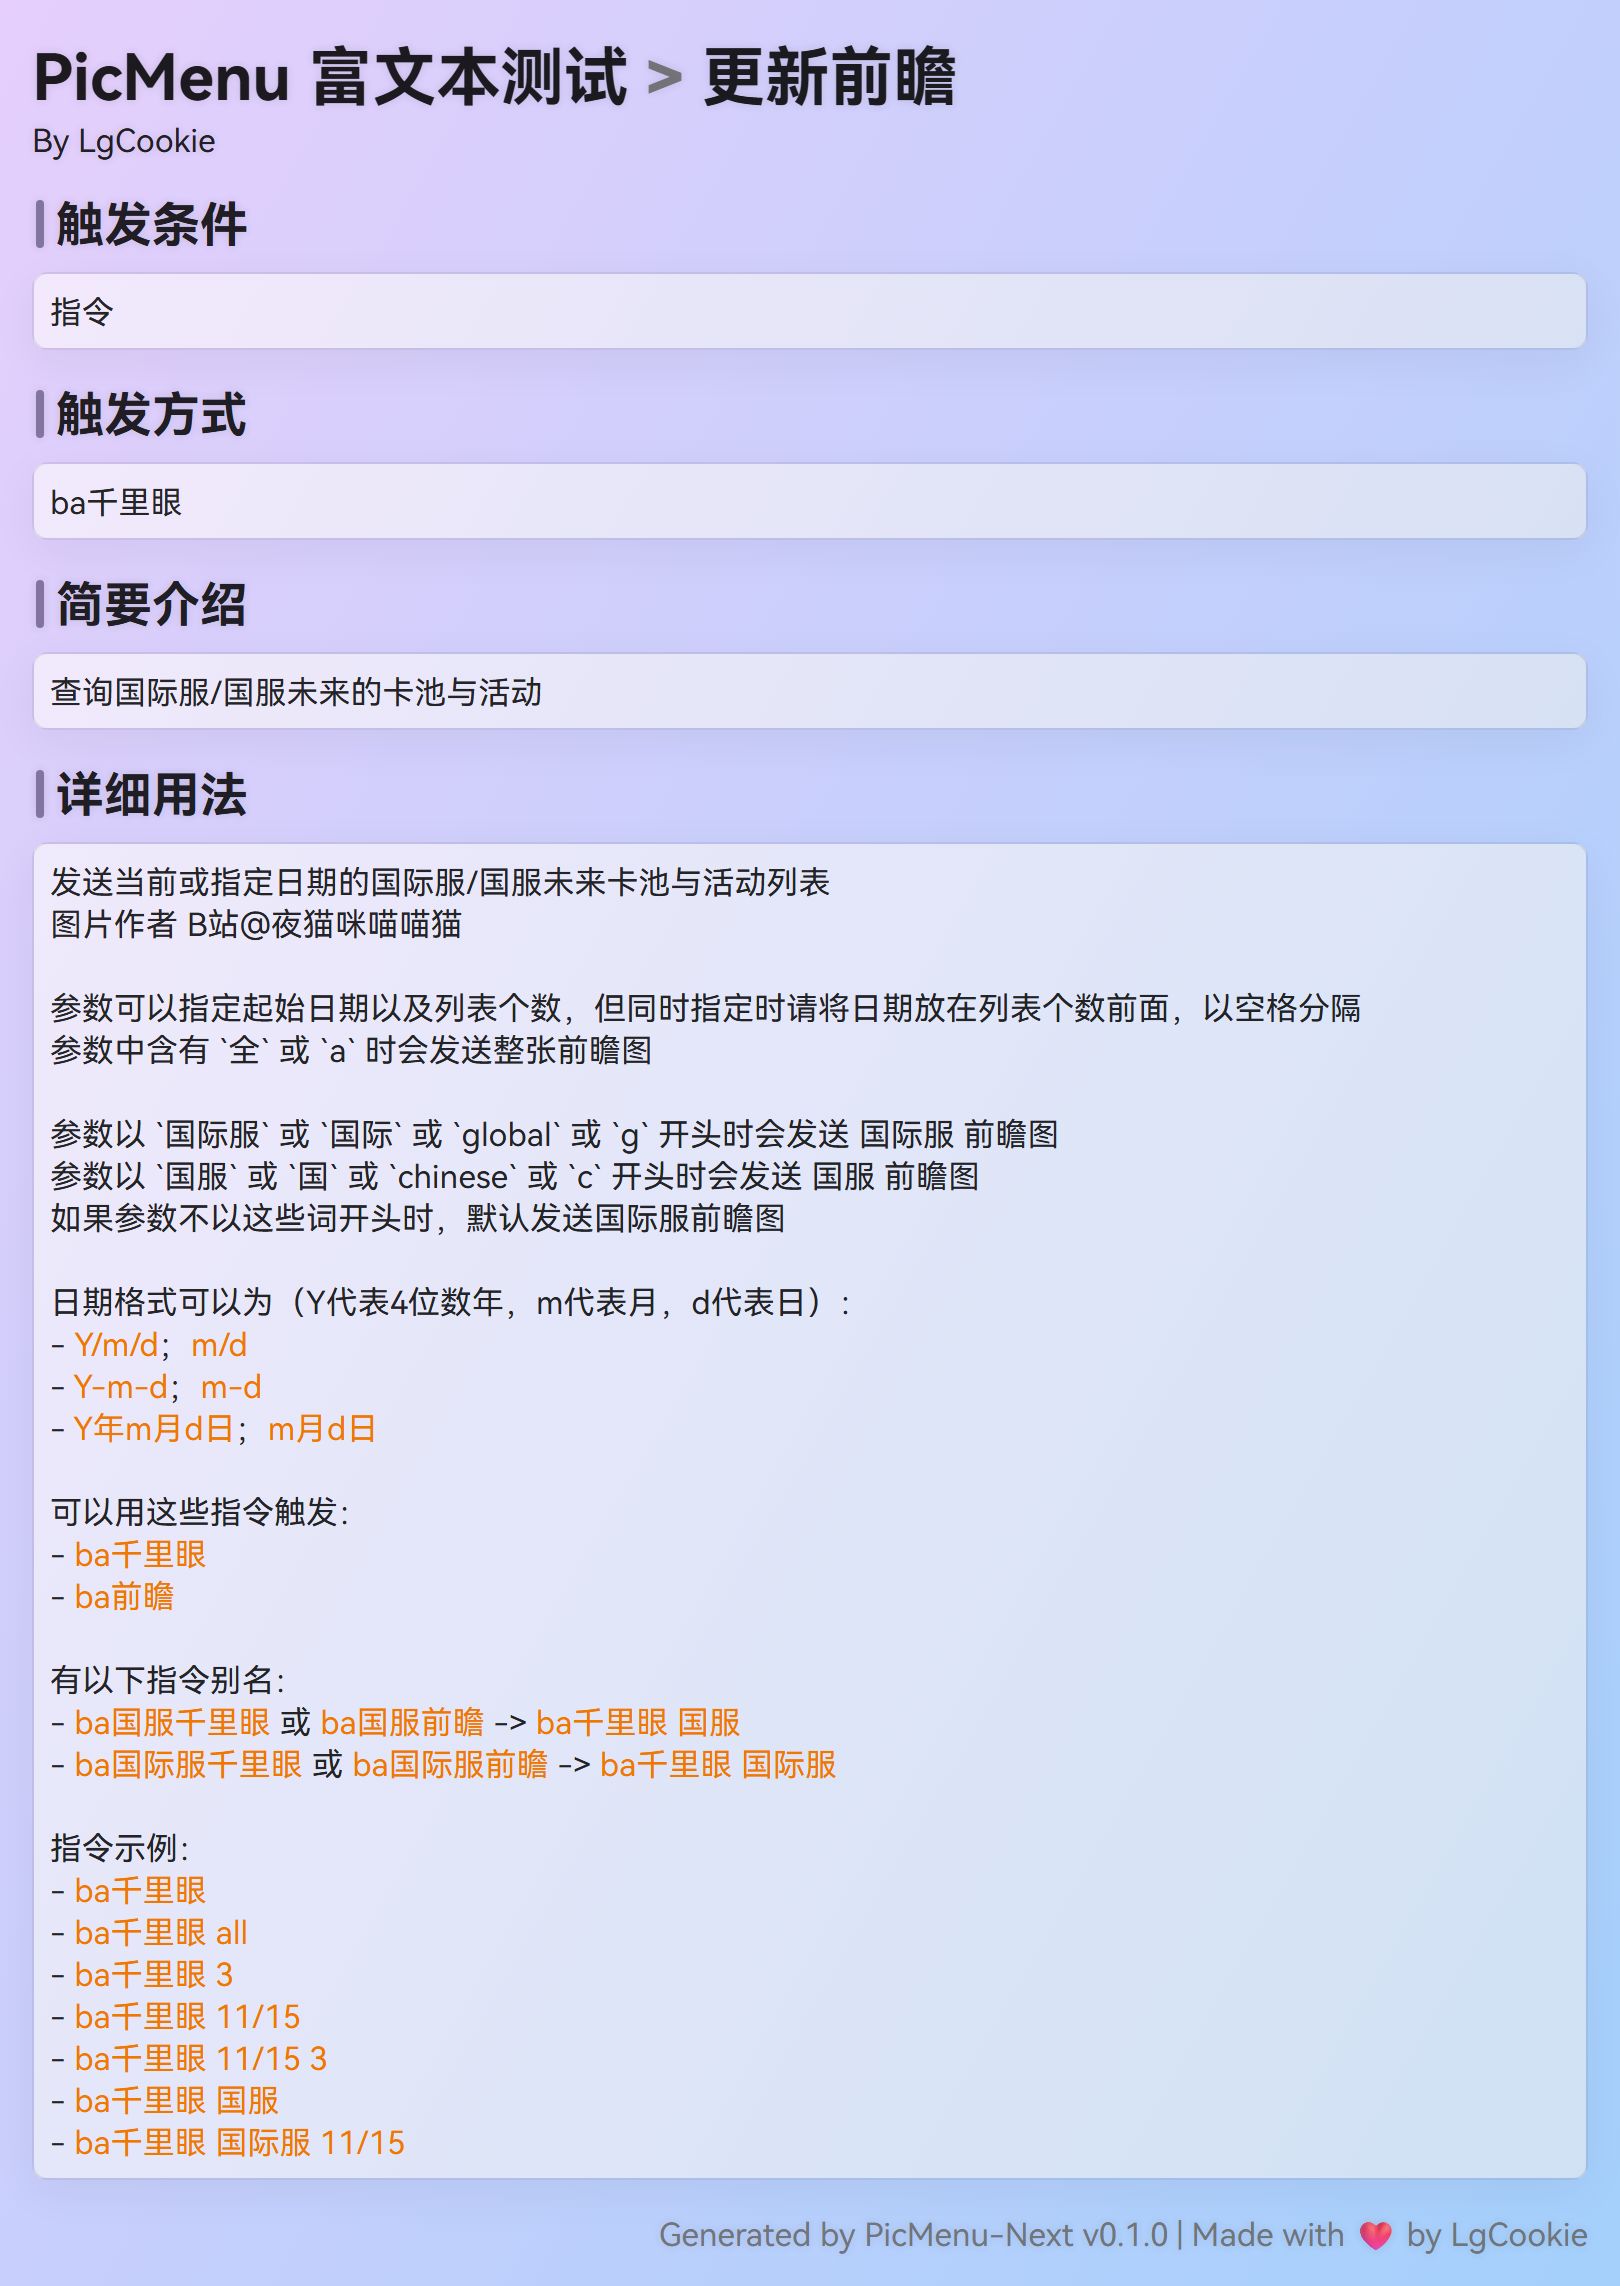 PicMenu 富文本测试 > 更新前瞻
By LgCookie
触发条件
指令
触发方式
ba千里眼
简要介绍
查询国际服/国服未来的卡池与活动
详细用法
发送当前或指定日期的国际服/国服未来卡池与活动列表
图片作者 B站@夜猫咪喵喵猫
参数可以指定起始日期以及列表个数，但同时指定时请将日期放在列表个数前面，以空格分隔
参数中含有 `全` 或 `a` 时会发送整张前瞻图
参数以 `国际服` 或 `国际` 或 `global` 或 `g` 开头时会发送 国际服 前瞻图
参数以 `国服` 或 `国` 或 `chinese` 或 `c` 开头时会发送 国服 前瞻图
如果参数不以这些词开头时，默认发送国际服前瞻图
日期格式可以为（Y代表4位数年，m代表月，d代表日）：
- Y/m/d；m/d
- Y-m-d；m-d
- Y年m月d日；m月d日
可以用这些指令触发：
- ba千里眼
- ba前瞻
有以下指令别名：
- ba国服千里眼 或 ba国服前瞻 -> ba千里眼 国服
- ba国际服千里眼 或 ba国际服前瞻 -> ba千里眼 国际服
指令示例：
- ba千里眼
- ba千里眼 all
- ba千里眼 3
- ba千里眼 11/15
- ba千里眼 11/15 3
- ba千里眼 国服
- ba千里眼 国际服 11/15
Generated by PicMenu-Next v0.1.0 | Made with 💗 by LgCookie